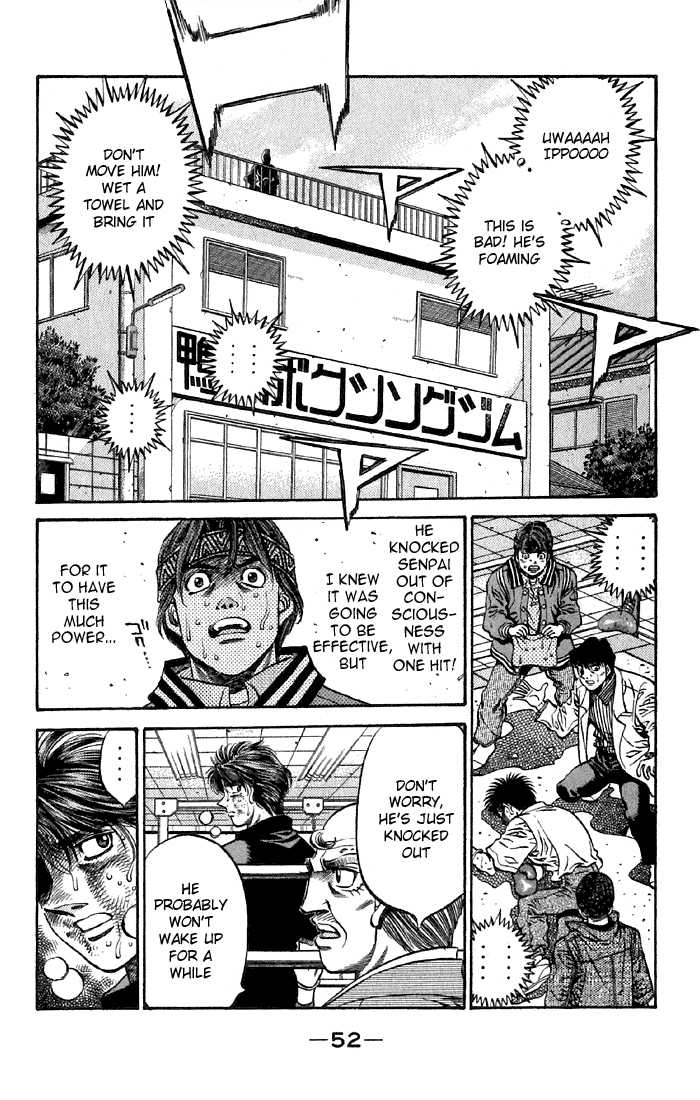 UWAAAAH
IPPOOOO
THIS IS
BAD! HE'S
FOAMING
DON'T
MOVE HIM!
WET A
TOWEL AND
BRING IT
鴨 ボクシングジム
HE
KNOCKED
SENPAI
OUT OF
CON-
SCIOUS-
NESS
WITH
ONE HIT!
I KNEW
IT WAS
GOING
TO BE
EFFECTIVE,
BUT
FOR IT
TO HAVE
THIS
MUCH
POWER...
DON'T
WORRY,
HE'S JUST
KNOCKED
OUT
HE
PROBABLY
WON'T
WAKE UP
FOR A
WHILE
...
—52—